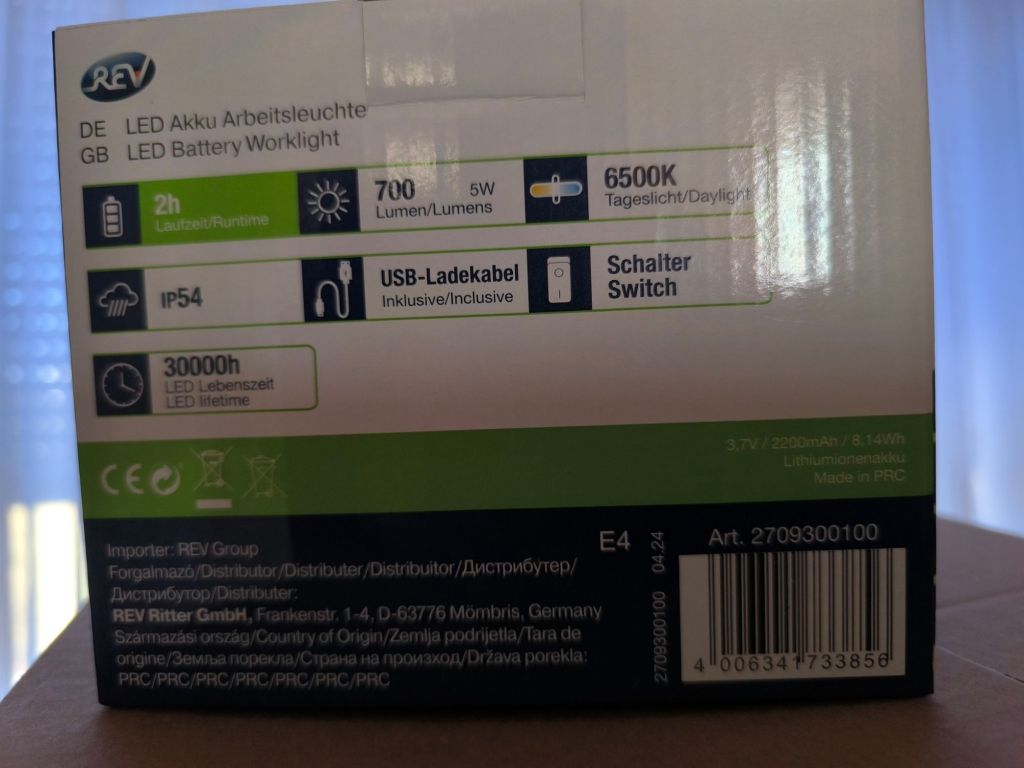 REV
DE LED Akku Arbeitsleuchte
GB LED Battery Worklight
2h
Laufzeit/Runtime
700 5W
Lumen/Lumens
6500K
Tageslicht/Daylight
IP54
USB-Ladekabel
Inklusive/Inclusive
Schalter
Switch
30000h
LED Lebenszeit
LED lifetime
CE
3,7V / 2200mAh / 8,14Wh
Lithiumionenakku
Made in PRC
Importer: REV Group
Forgalmazó/Distributor/Distributer/Distribuitor/Дистрибутер/
Дистрибутор/Distributer:
REV Ritter GmbH, Frankenstr. 1-4, D-63776 Mömbris, Germany
Származási ország/Country of Origin/Zemlja podrijetla/Tara de
origine/Земља порекла/Страна на произход/Država porekla:
PRC/PRC/PRC/PRC/PRC/PRC/PRC
E4
2709300100 04.24
Art. 2709300100
4 006341 733856